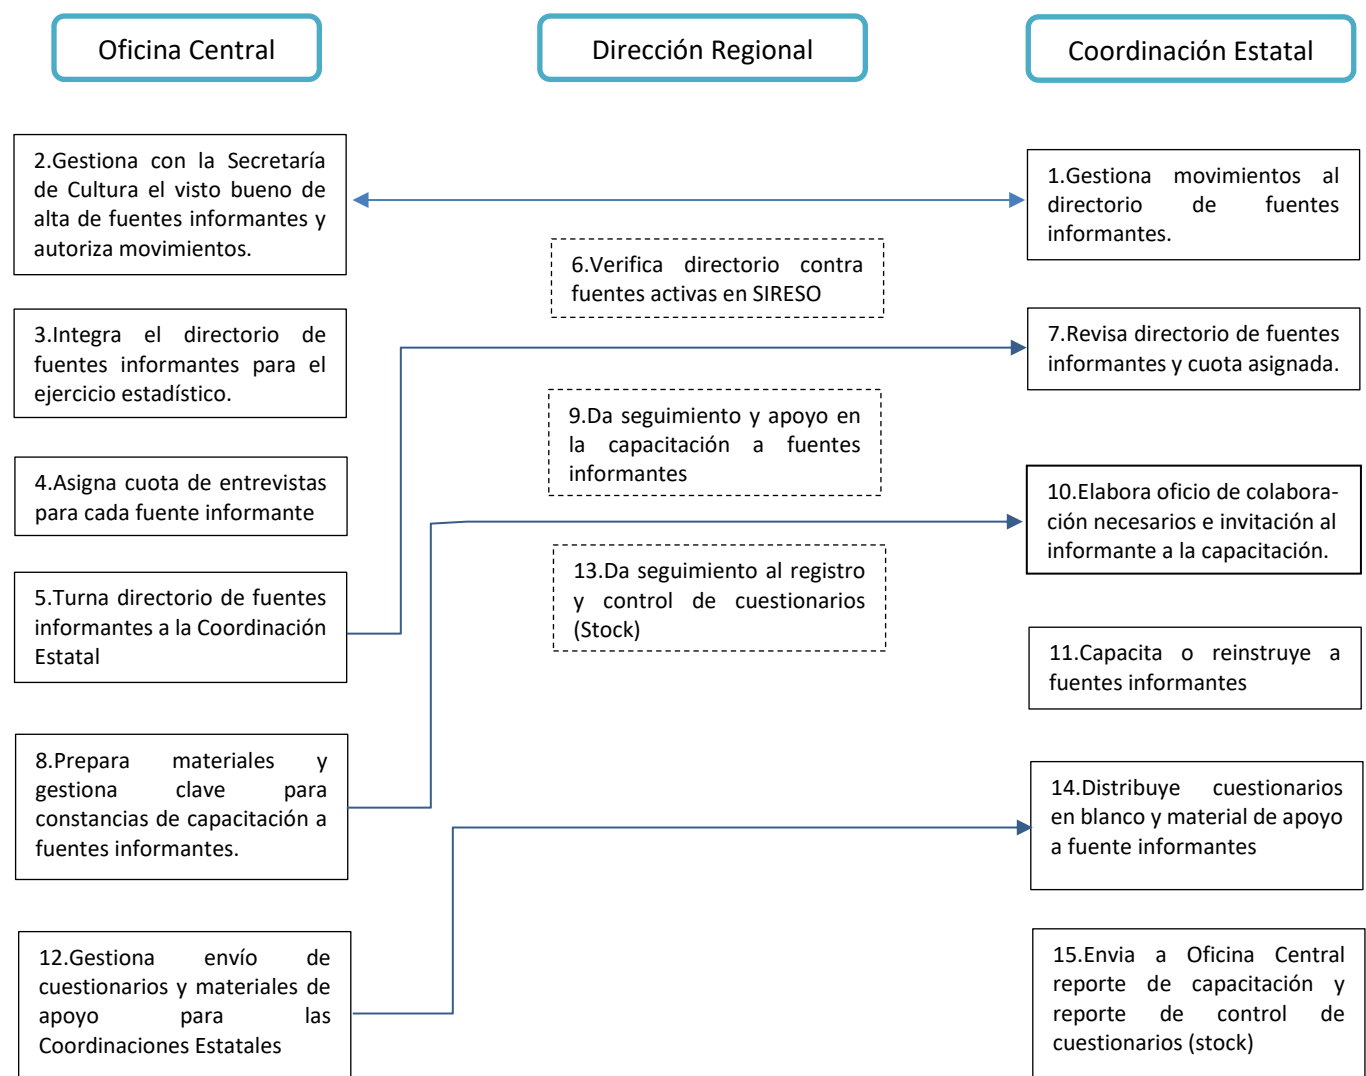 Oficina Central
Dirección Regional
Coordinación Estatal
2.Gestiona con la Secretaría
de Cultura el visto bueno de
alta de fuentes informantes y
autoriza movimientos.
1.Gestiona movimientos al
directorio de fuentes
informantes.
6.Verifica directorio contra
fuentes activas en SIRESO
3.Integra el directorio de
fuentes informantes para el
ejercicio estadístico.
7.Revisa directorio de fuentes
informantes y cuota asignada.
9.Da seguimiento y apoyo en
la capacitación a fuentes
informantes
4.Asigna cuota de entrevistas
para cada fuente informante
10.Elabora oficio de colabora-
ción necesarios e invitación al
informante a la capacitación.
13.Da seguimiento al registro
y control de cuestionarios
(Stock)
5.Turna directorio de fuentes
informantes a la Coordinación
Estatal
11.Capacita o reinstruye a
fuentes informantes
8.Prepara materiales y
gestiona clave para
constancias de capacitación a
fuentes informantes.
14.Distribuye cuestionarios
en blanco y material de apoyo
a fuente informantes
12.Gestiona envío de
cuestionarios y materiales de
apoyo para las
Coordinaciones Estatales
15.Envia a Oficina Central
reporte de capacitación y
reporte de control de
cuestionarios (stock)